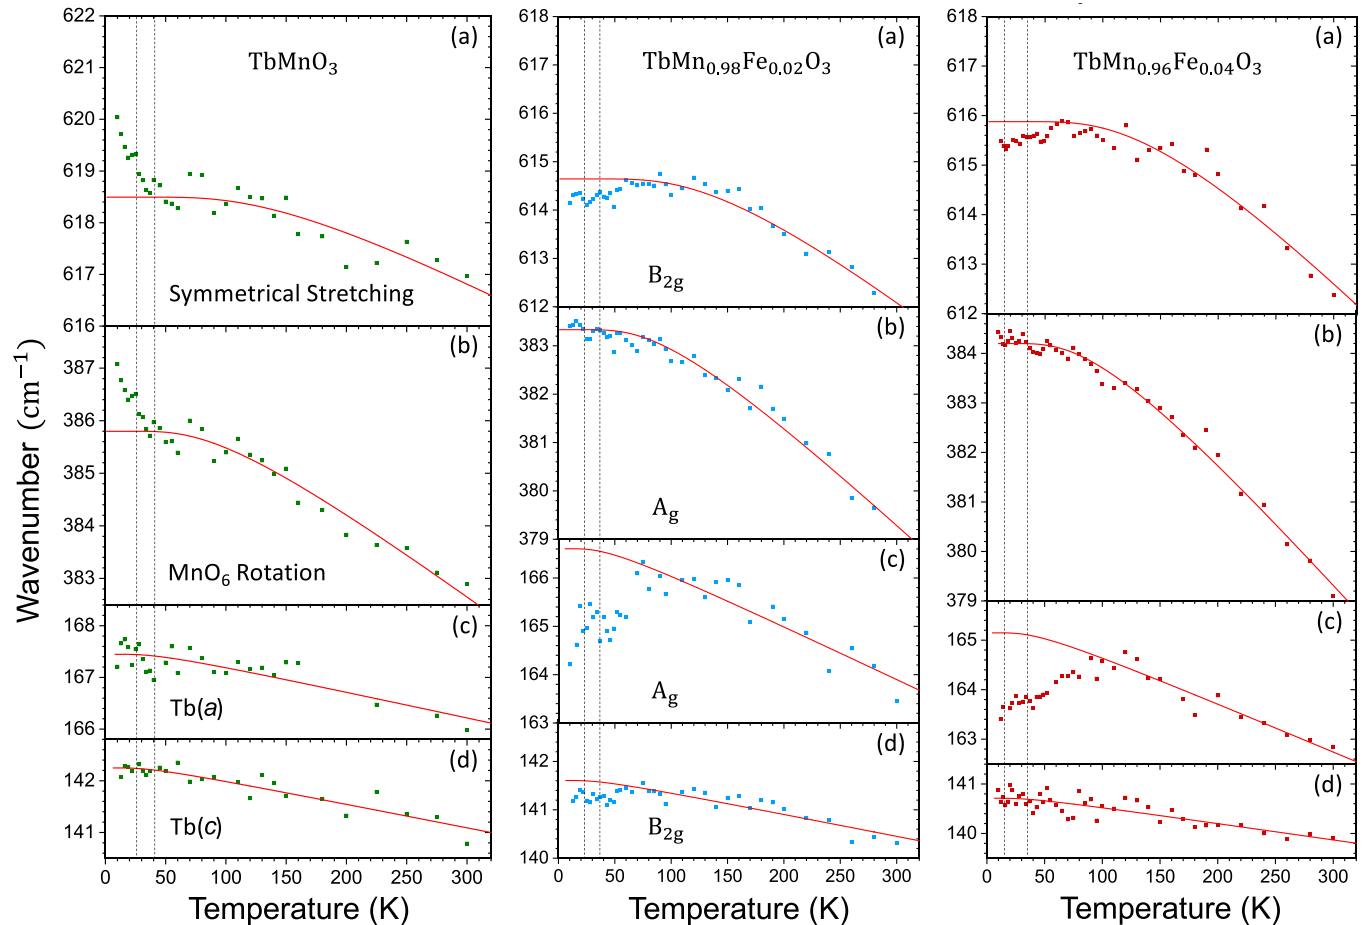 Wavenumber (cm⁻¹)
622
621
620
619
618
617
616
(a)
TbMnO₃
Symmetrical Stretching
387
386
385
384
383
(b)
MnO₆ Rotation
168
167
166
(c)
Tb(a)
142
141
(d)
Tb(c)
0 50 100 150 200 250 300
Temperature (K)
618
617
616
615
614
613
612
(a)
TbMn₀.₉₈Fe₀.₀₂O₃
B₂g
383
382
381
380
379
(b)
Ag
166
165
164
163
(c)
Ag
142
141
140
(d)
B₂g
0 50 100 150 200 250 300
Temperature (K)
618
617
616
615
614
613
612
(a)
TbMn₀.₉₆Fe₀.₀₄O₃
384
383
382
381
380
379
(b)
165
164
163
(c)
141
140
(d)
0 50 100 150 200 250 300
Temperature (K)